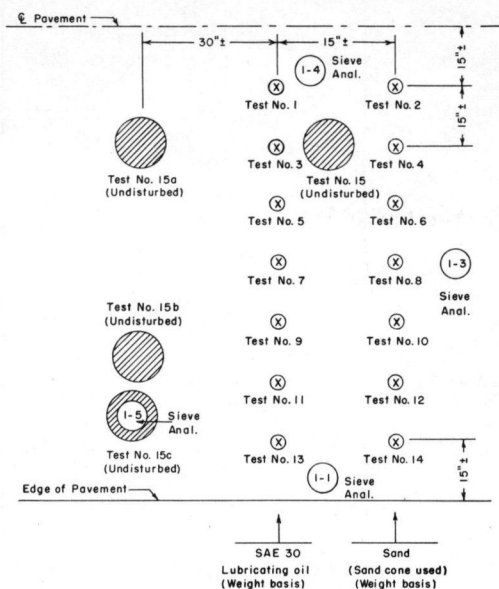 ℄ Pavement
30"± 15"± 15"±
1-4 Sieve
Anal.
Test No. 1 Test No. 2
15"±
Test No. 15a
(Undisturbed)
Test No. 3 Test No. 15
(Undisturbed)
Test No. 4
Test No. 5 Test No. 6
1-3
Sieve
Anal.
Test No. 7 Test No. 8
Test No. 15b
(Undisturbed)
Test No. 9 Test No. 10
1-5 Sieve
Anal.
Test No. 11 Test No. 12
Test No. 15c
(Undisturbed)
Test No. 13 Test No. 14
15"±
1-1 Sieve
Anal.
Edge of Pavement
X X
X X
X X
X X
X X
X X
X X
SAE 30
Lubricating oil
(Weight basis)
Sand
(Sand cone used)
(Weight basis)